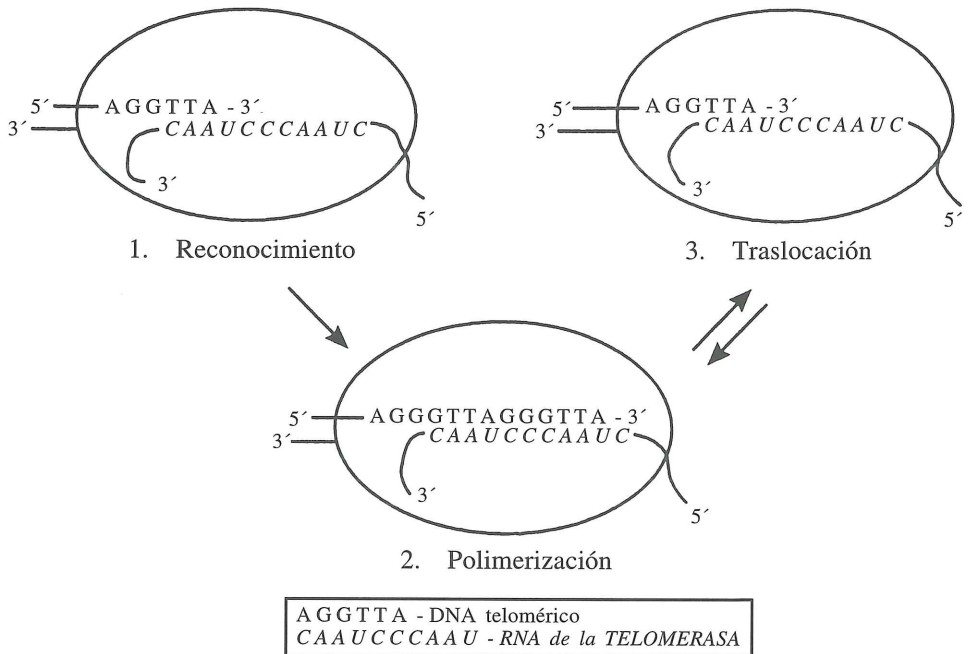 5´ AGGTTA - 3´
3´ CAAUCCCAAUC
3´
5´
1. Reconocimiento
5´ AGGTTA - 3´
3´ CAAUCCCAAUC
3´
5´
3. Traslocación
5´ AGGGTTAGGGTTA - 3´
3´ CAAUCCCAAUC
3´
5´
2. Polimerización
AGGTTA - DNA telomérico
CAAUCCCAAU - RNA de la TELOMERASA